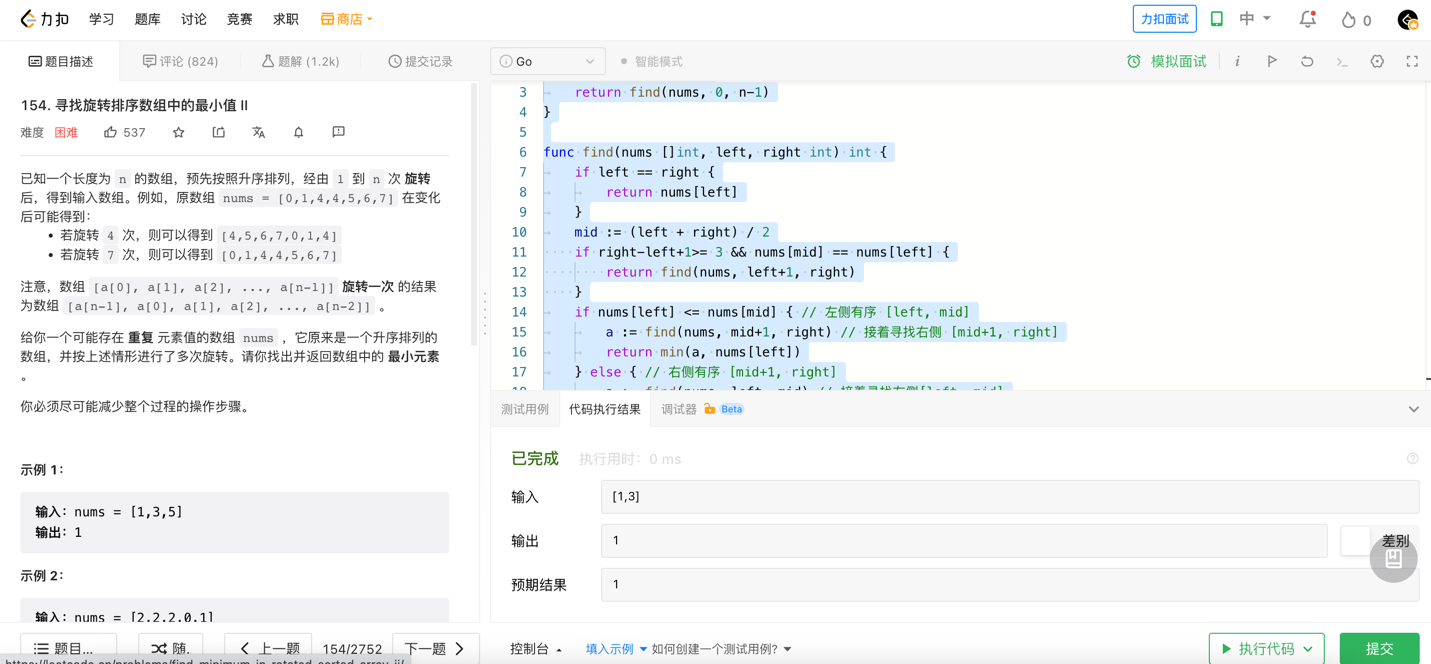 力扣 学习 题库 讨论 竞赛 求职 商店 力扣面试 中 0
题目描述 评论 (824) 题解 (1.2k) 提交记录
Go 智能模式 模拟面试
154. 寻找旋转排序数组中的最小值 II
难度 困难 537
已知一个长度为 n 的数组，预先按照升序排列，经由 1 到 n 次 旋转
后，得到输入数组。例如，原数组 nums = [0,1,4,4,5,6,7] 在变化
后可能得到：
• 若旋转 4 次，则可以得到 [4,5,6,7,0,1,4]
• 若旋转 7 次，则可以得到 [0,1,4,4,5,6,7]
注意，数组 [a[0], a[1], a[2], ..., a[n-1]] 旋转一次 的结果
为数组 [a[n-1], a[0], a[1], a[2], ..., a[n-2]] 。
给你一个可能存在 重复 元素值的数组 nums ，它原来是一个升序排列的
数组，并按上述情形进行了多次旋转。请你找出并返回数组中的 最小元素
。
你必须尽可能减少整个过程的操作步骤。
示例 1：
输入：nums = [1,3,5]
输出：1
示例 2：
输入：nums = [2,2,2,0,1]
题目... 随. 上一题 154/2752 下一题
3 return find(nums, 0, n-1)
4 }
5
6 func find(nums []int, left, right int) int {
7 if left == right {
8 return nums[left]
9 }
10 mid := (left + right) / 2
11 if right-left+1>= 3 && nums[mid] == nums[left] {
12 return find(nums, left+1, right)
13 }
14 if nums[left] <= nums[mid] { // 左侧有序 [left, mid]
15 a := find(nums, mid+1, right) // 接着寻找右侧 [mid+1, right]
16 return min(a, nums[left])
17 } else { // 右侧有序 [mid+1, right]
18 a := find(nums, left, mid) // 接着寻找左侧[left, mid]
测试用例 代码执行结果 调试器 Beta
已完成 执行用时：0 ms
输入 [1,3]
输出 1 差别
预期结果 1
控制台 填入示例 如何创建一个测试用例? 执行代码 提交